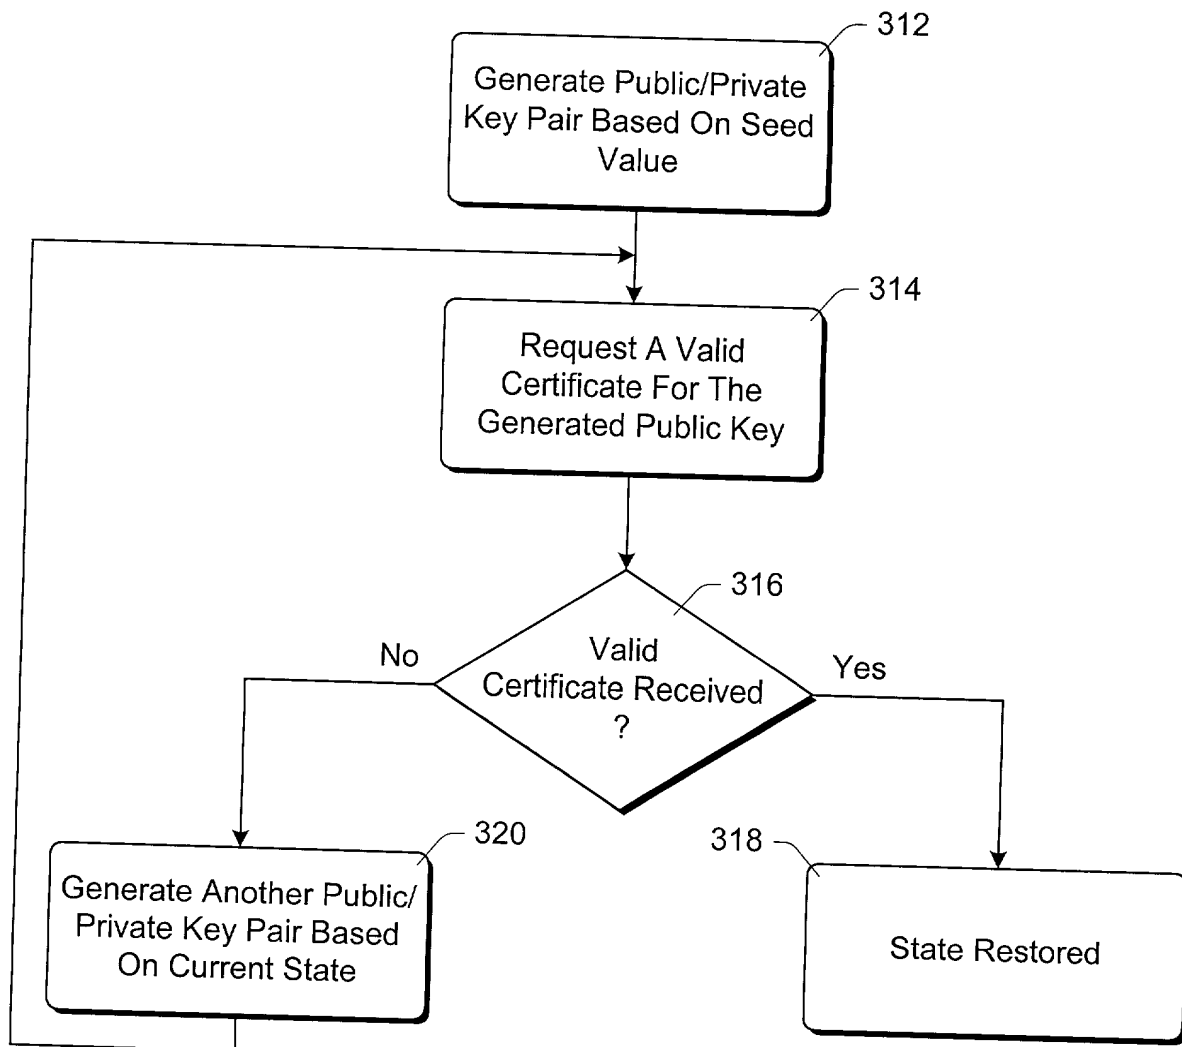 312
Generate Public/Private
Key Pair Based On Seed
Value
314
Request A Valid
Certificate For The
Generated Public Key
316
No
Valid
Certificate Received
?
Yes
320
Generate Another Public/
Private Key Pair Based
On Current State
318
State Restored